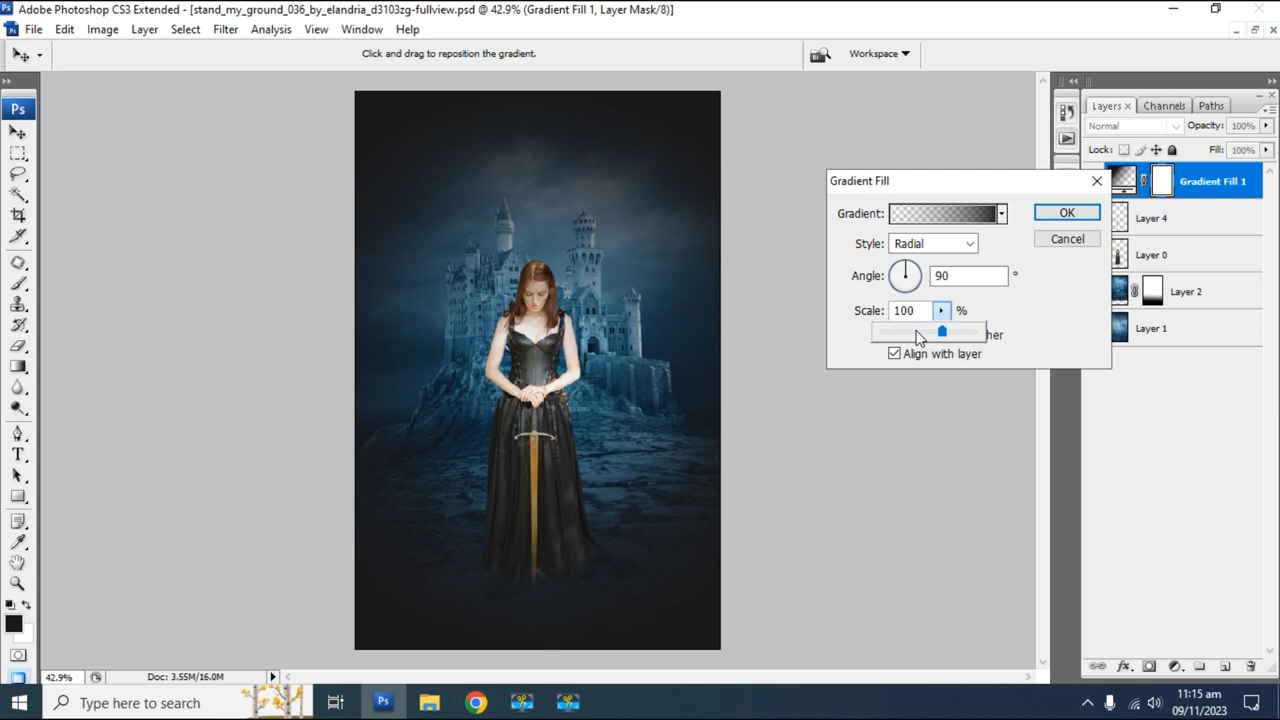 Adobe Photoshop CS3 Extended - [stand_my_ground_036_by_elandria_d3103zg-fullview.psd @ 42.9% (Gradient Fill 1, Layer Mask/8)]
File Edit Image Layer Select Filter Analysis View Window Help
Click and drag to reposition the gradient.
Workspace
Ps
Layers Channels Paths
Normal Opacity: 100%
Lock: Fill: 100%
Gradient Fill 1
Layer 4
Layer 0
Layer 2
Layer 1
Gradient Fill
Gradient: OK
Style: Radial Cancel
Angle: 90 °
Scale: 100 %
her
Align with layer
42.9% Doc: 3.55M/16.0M
Type here to search
Ps
11:15 am
09/11/2023